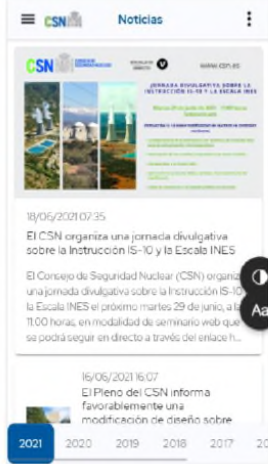 CSN
Noticias
CSN
JORNADA DIVULGATIVA SOBRE LA
INSTRUCCIÓN IS-10 Y LA ESCALA INES
18/06/2021 07:35
El CSN organiza una jornada divulgativa
sobre la Instrucción IS-10 y la Escala INES
El Consejo de Seguridad Nuclear (CSN) organiz
una jornada divulgativa sobre la Instrucción IS-10
la Escala INES el próximo martes 29 de junio, a la
11.00 horas, en modalidad de seminario web que
se podrá seguir en directo a través del enlace h...
Aa
16/06/2021 16:07
El Pleno del CSN informa
favorablemente una
modificación de diseño sobre
2021 2020 2019 2018 2017 20